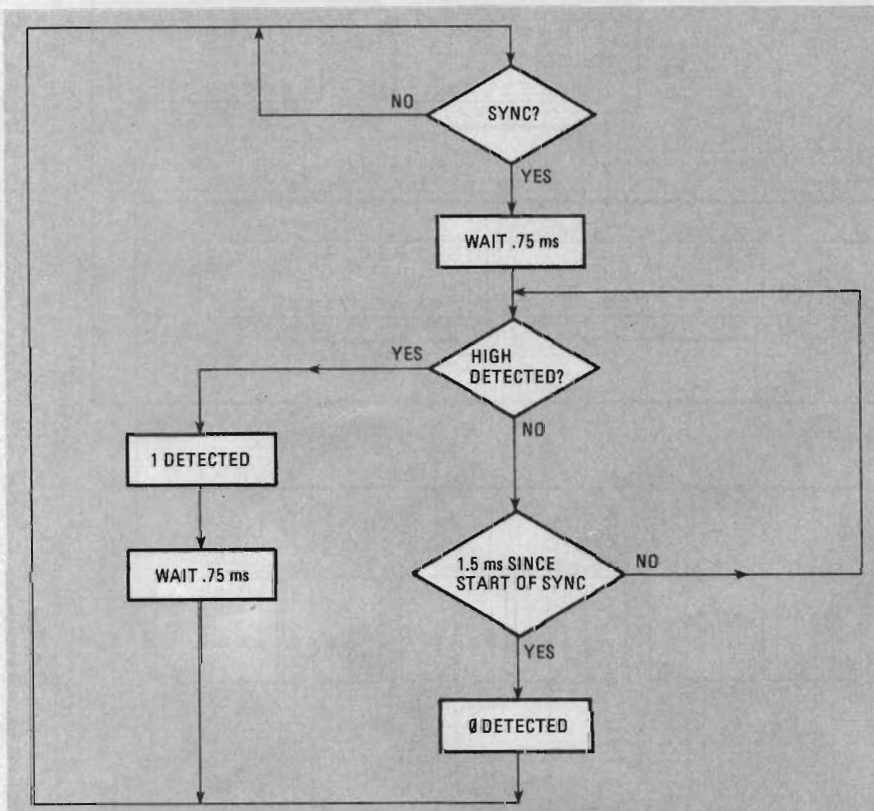 SYNC?
NO
YES
WAIT .75 ms
HIGH
DETECTED?
YES
NO
1 DETECTED
WAIT .75 ms
1.5 ms SINCE
START OF SYNC
NO
YES
0 DETECTED